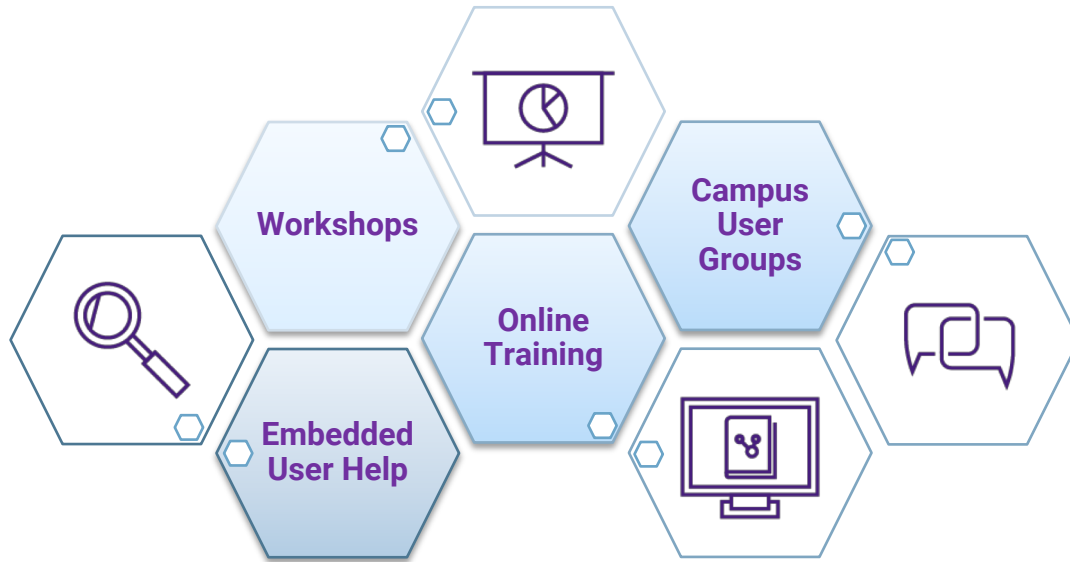 Workshops
Campus
User
Groups
Online
Training
Embedded
User Help